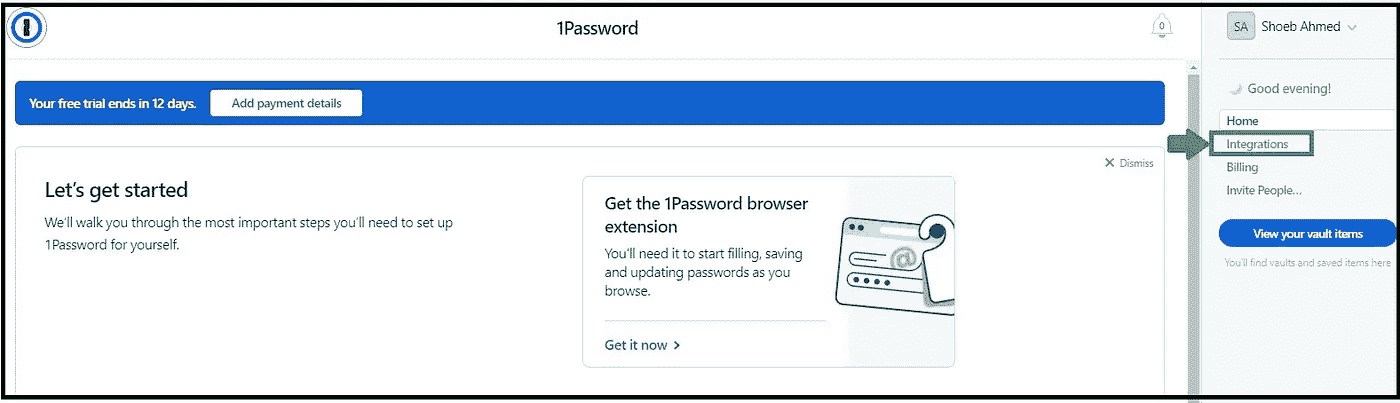 1Password
0
SA Shoeb Ahmed
Your free trial ends in 12 days. Add payment details
Good evening!
Home
Integrations
Billing
Invite People...
View your vault items
You'll find vaults and saved items here
Dismiss
Let's get started
We'll walk you through the most important steps you'll need to set up
1Password for yourself.
Get the 1Password browser
extension
You'll need it to start filling, saving
and updating passwords as you
browse.
Get it now
@